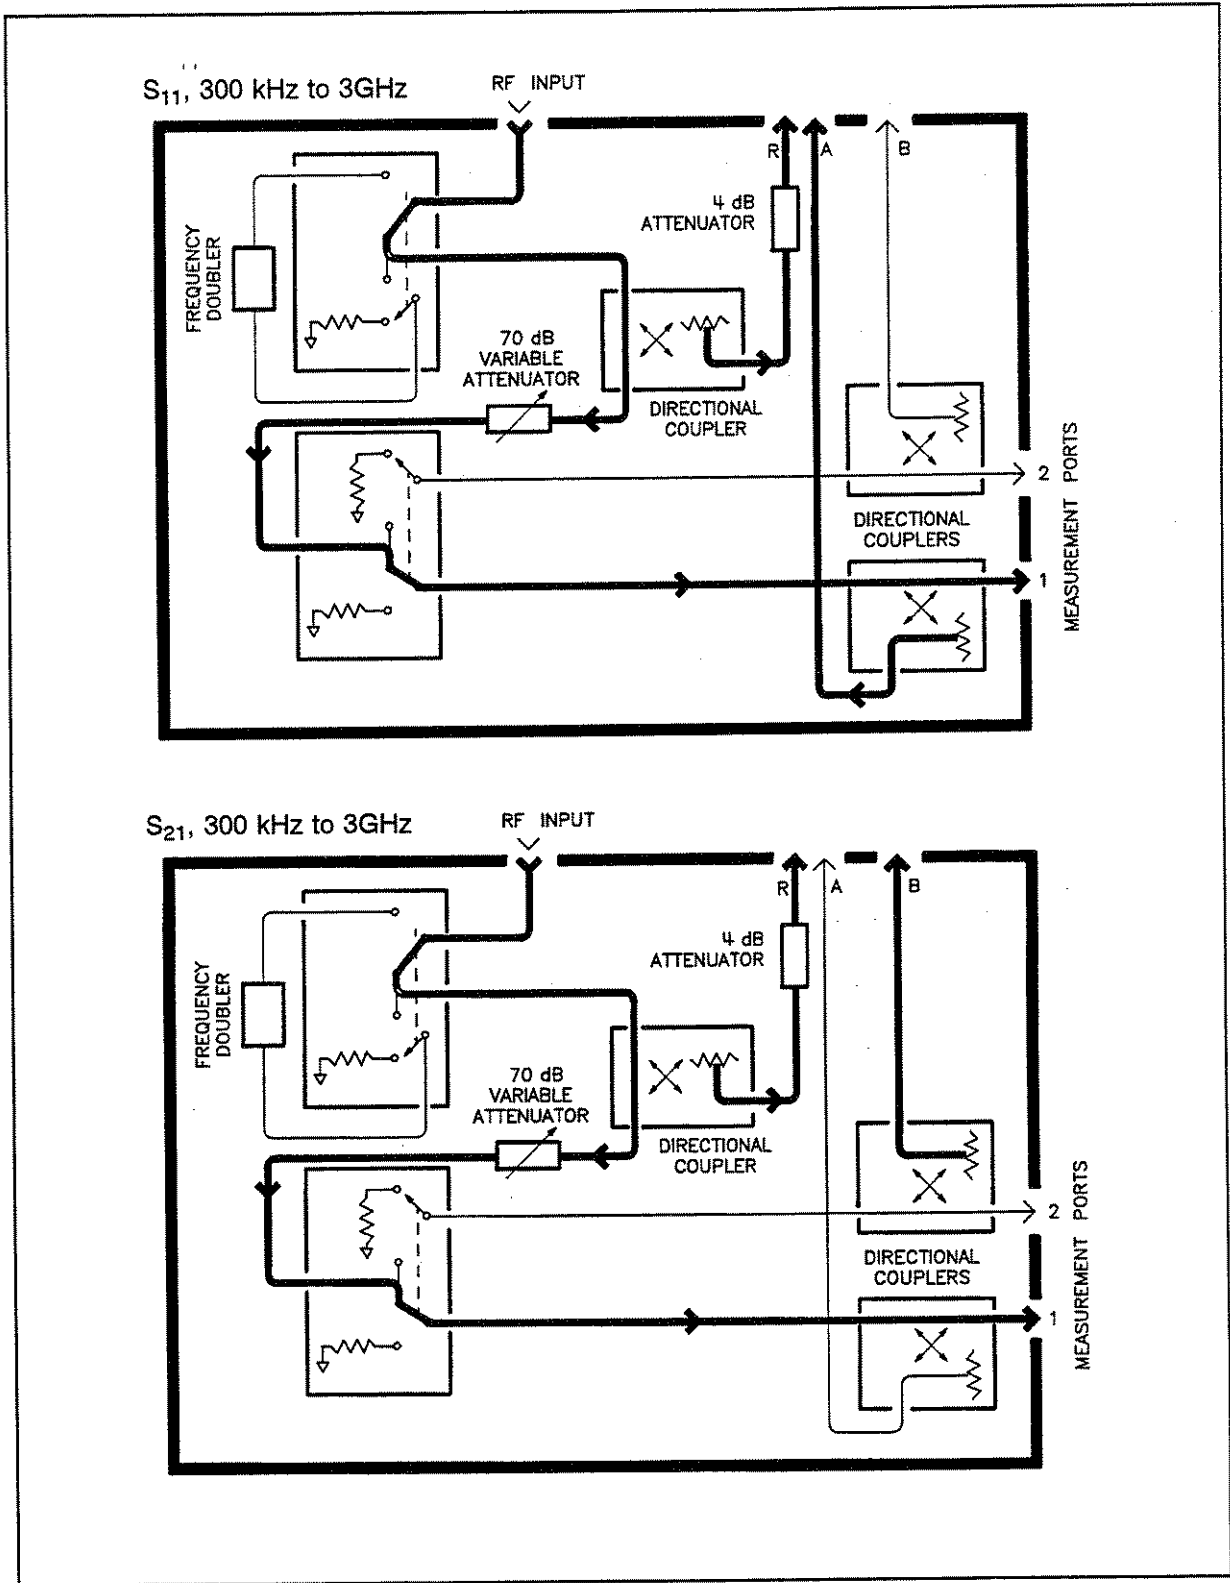 S11, 300 kHz to 3GHz
RF INPUT
R
A
B
4 dB
ATTENUATOR
FREQUENCY
DOUBLER
70 dB
VARIABLE
ATTENUATOR
DIRECTIONAL
COUPLER
2
DIRECTIONAL
COUPLERS
1
MEASUREMENT PORTS
S21, 300 kHz to 3GHz
RF INPUT
R
A
B
4 dB
ATTENUATOR
FREQUENCY
DOUBLER
70 dB
VARIABLE
ATTENUATOR
DIRECTIONAL
COUPLER
2
DIRECTIONAL
COUPLERS
1
MEASUREMENT PORTS